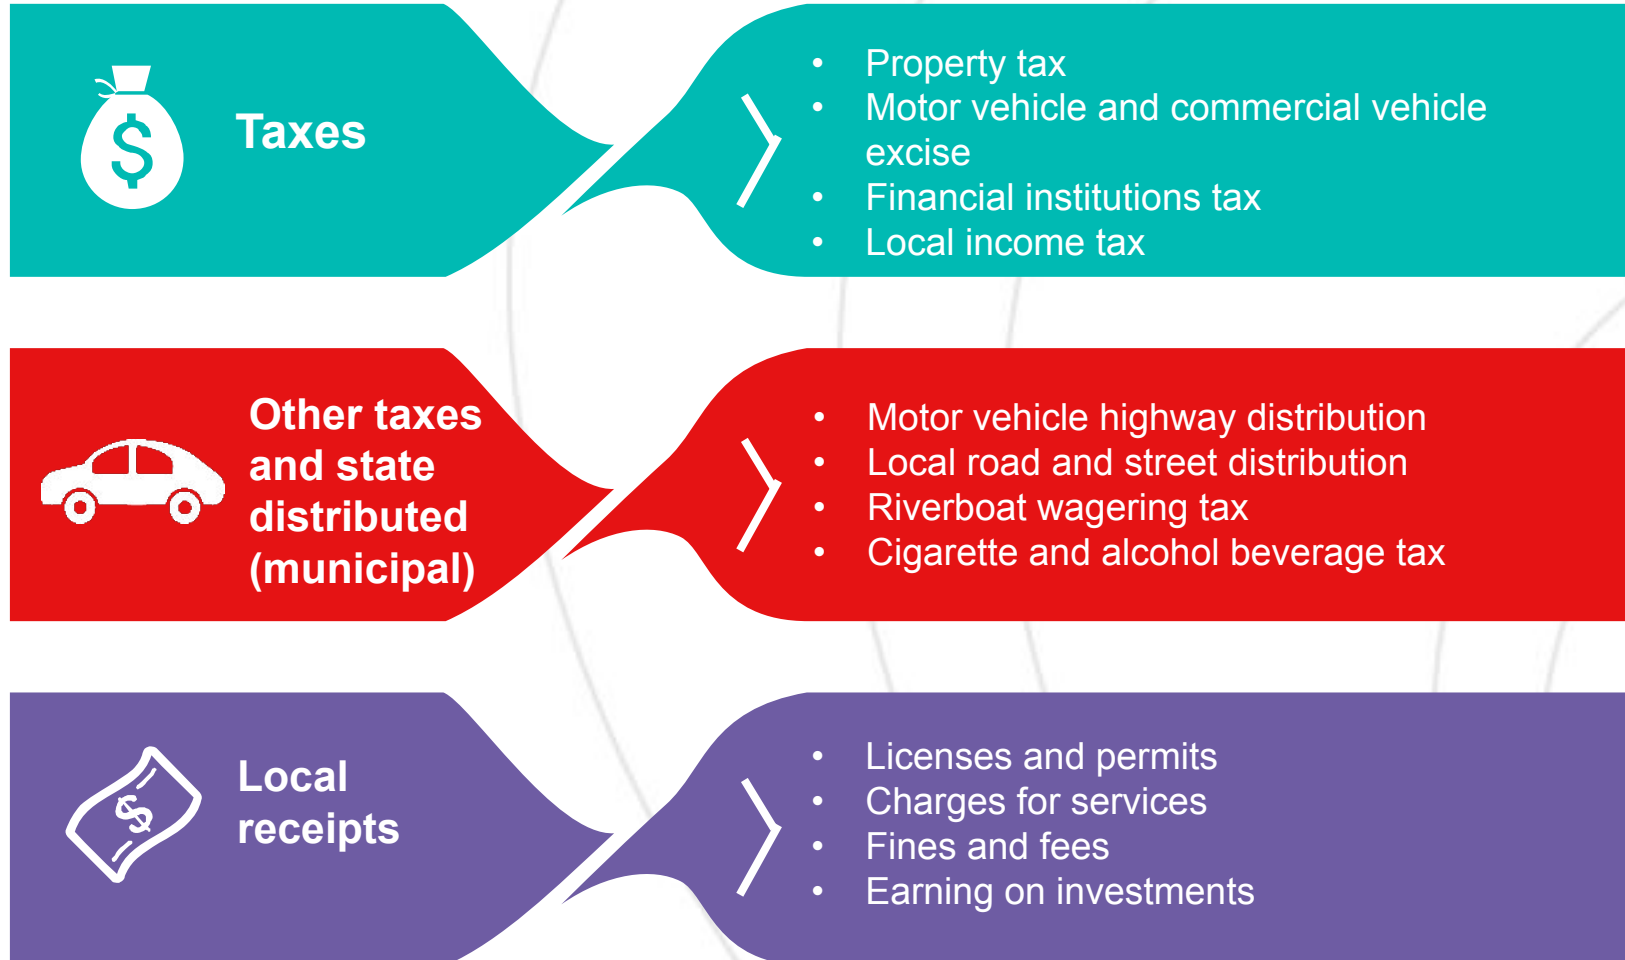 Taxes
• Property tax
• Motor vehicle and commercial vehicle
excise
• Financial institutions tax
• Local income tax
Other taxes
and state
distributed
(municipal)
• Motor vehicle highway distribution
• Local road and street distribution
• Riverboat wagering tax
• Cigarette and alcohol beverage tax
Local
receipts
• Licenses and permits
• Charges for services
• Fines and fees
• Earning on investments